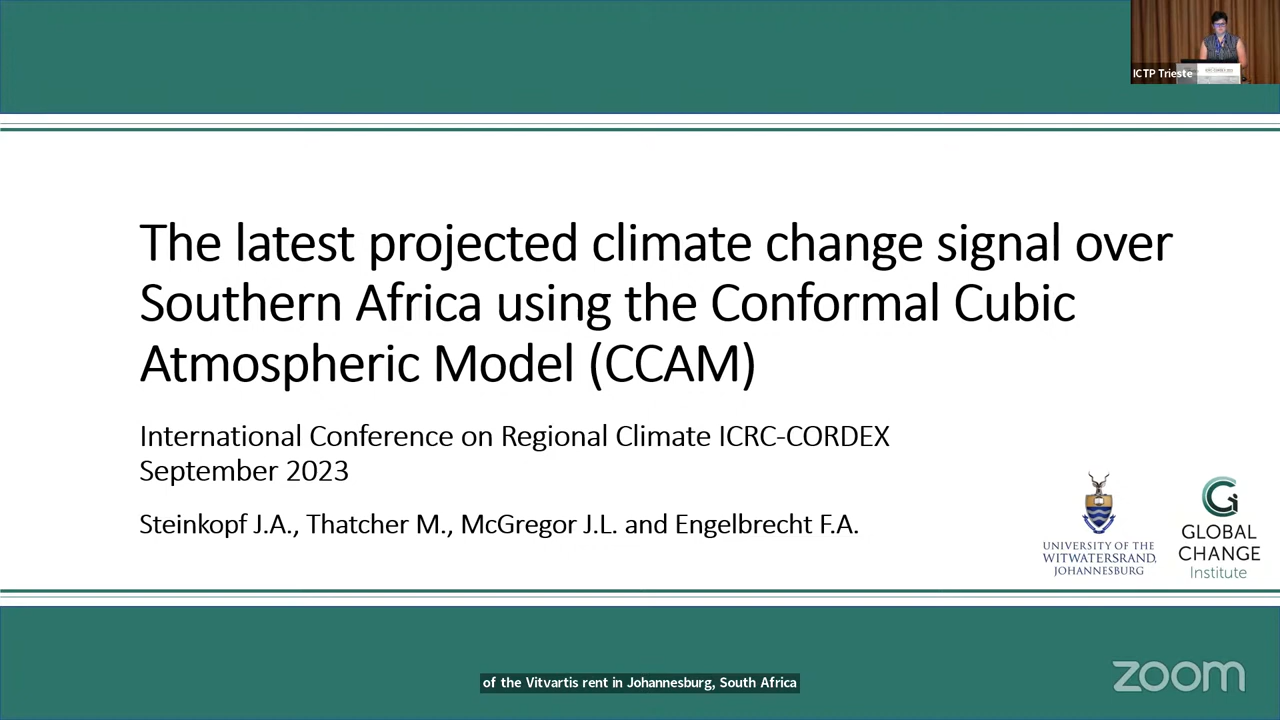 ICTP Trieste
The latest projected climate change signal over
Southern Africa using the Conformal Cubic
Atmospheric Model (CCAM)
International Conference on Regional Climate ICRC-CORDEX
September 2023
Steinkopf J.A., Thatcher M., McGregor J.L. and Engelbrecht F.A.
UNIVERSITY OF THE
WITWATERSRAND,
JOHANNESBURG
GLOBAL
CHANGE
Institute
of the Vitvartis rent in Johannesburg, South Africa
zoom